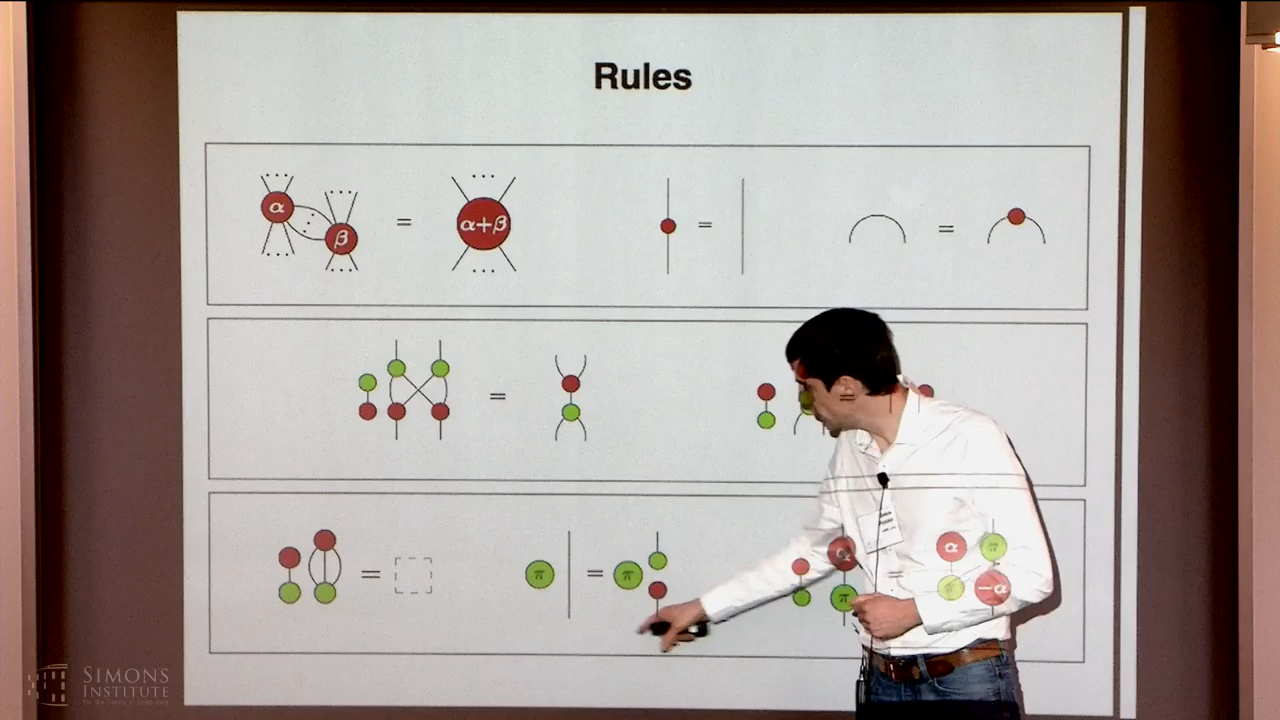 Rules
α
β
=
α+β
=
=
=
=
π
=
π
α
π
=
α
π
π
−α
SIMONS
INSTITUTE